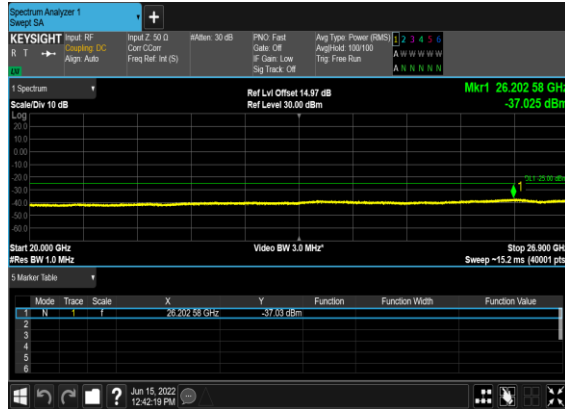 Spectrum Analyzer 1
Swept SA
+
KEYSIGHT Input: RF Input Z: 50 Ω #Atten: 30 dB PNO: Fast Avg Type: Power (RMS) 1 2 3 4 5 6
R T Coupling: DC Corr CCorr Gate: Off Avg|Hold: 100/100 A W W W W W
Align: Auto Freq Ref: Int (S) IF Gain: Low Trig: Free Run
Sig Track: Off A N N N N N
1 Spectrum Ref Lvl Offset 14.97 dB Mkr1 26.202 58 GHz
Scale/Div 10 dB Ref Level 30.00 dBm -37.025 dBm
Log
20.0
10.0
0.00
-10.0
-20.0
DL1 -25.00 dBm
-30.0 1
-40.0
-50.0
-60.0
Start 20.000 GHz Video BW 3.0 MHz* Stop 26.900 GHz
#Res BW 1.0 MHz Sweep ~15.2 ms (40001 pts)
5 Marker Table
Mode Trace Scale X Y Function Function Width Function Value
1 N 1 f 26.202 58 GHz -37.03 dBm
2
3
4
5
6
? Jun 15, 2022
12:42:19 PM